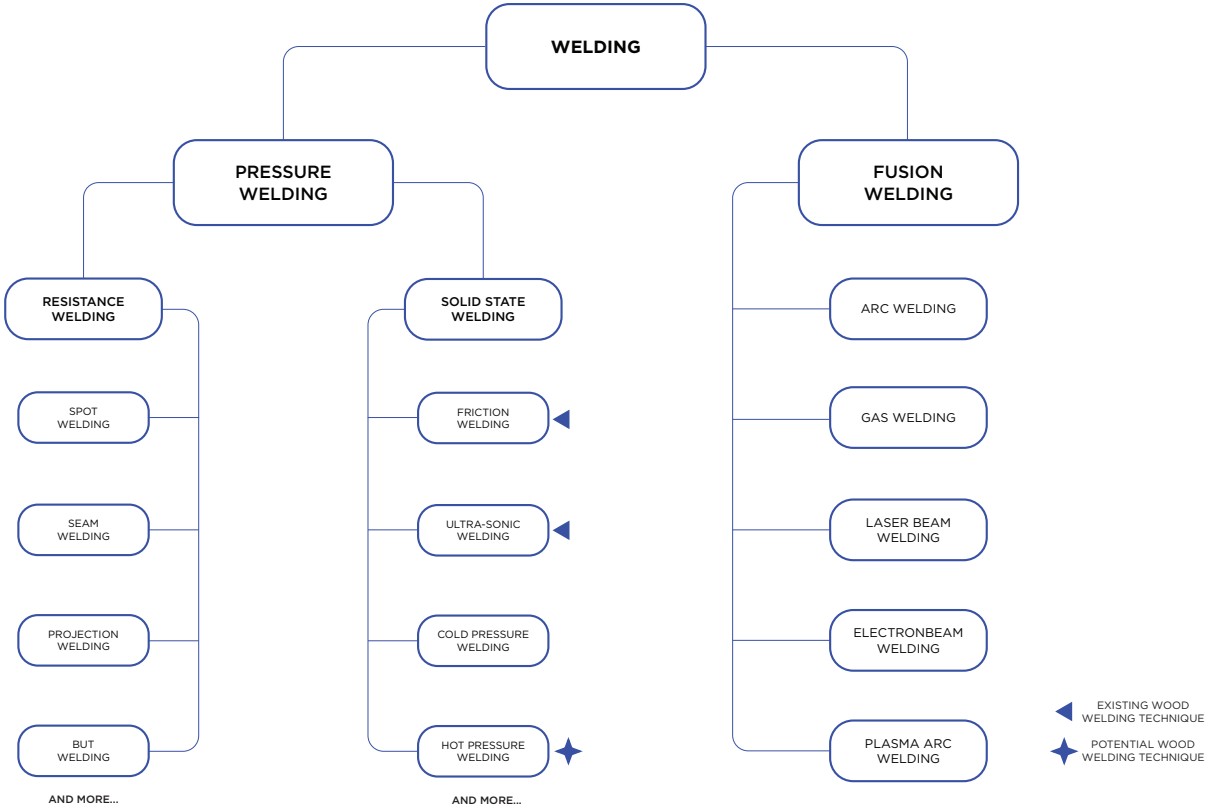 WELDING
PRESSURE
WELDING
FUSION
WELDING
RESISTANCE
WELDING
SOLID STATE
WELDING
ARC WELDING
SPOT
WELDING
FRICTION
WELDING
GAS WELDING
SEAM
WELDING
ULTRA-SONIC
WELDING
LASER BEAM
WELDING
PROJECTION
WELDING
COLD PRESSURE
WELDING
ELECTRONBEAM
WELDING
BUT
WELDING
HOT PRESSURE
WELDING
PLASMA ARC
WELDING
EXISTING WOOD
WELDING TECHNIQUE
POTENTIAL WOOD
WELDING TECHNIQUE
AND MORE...
AND MORE...